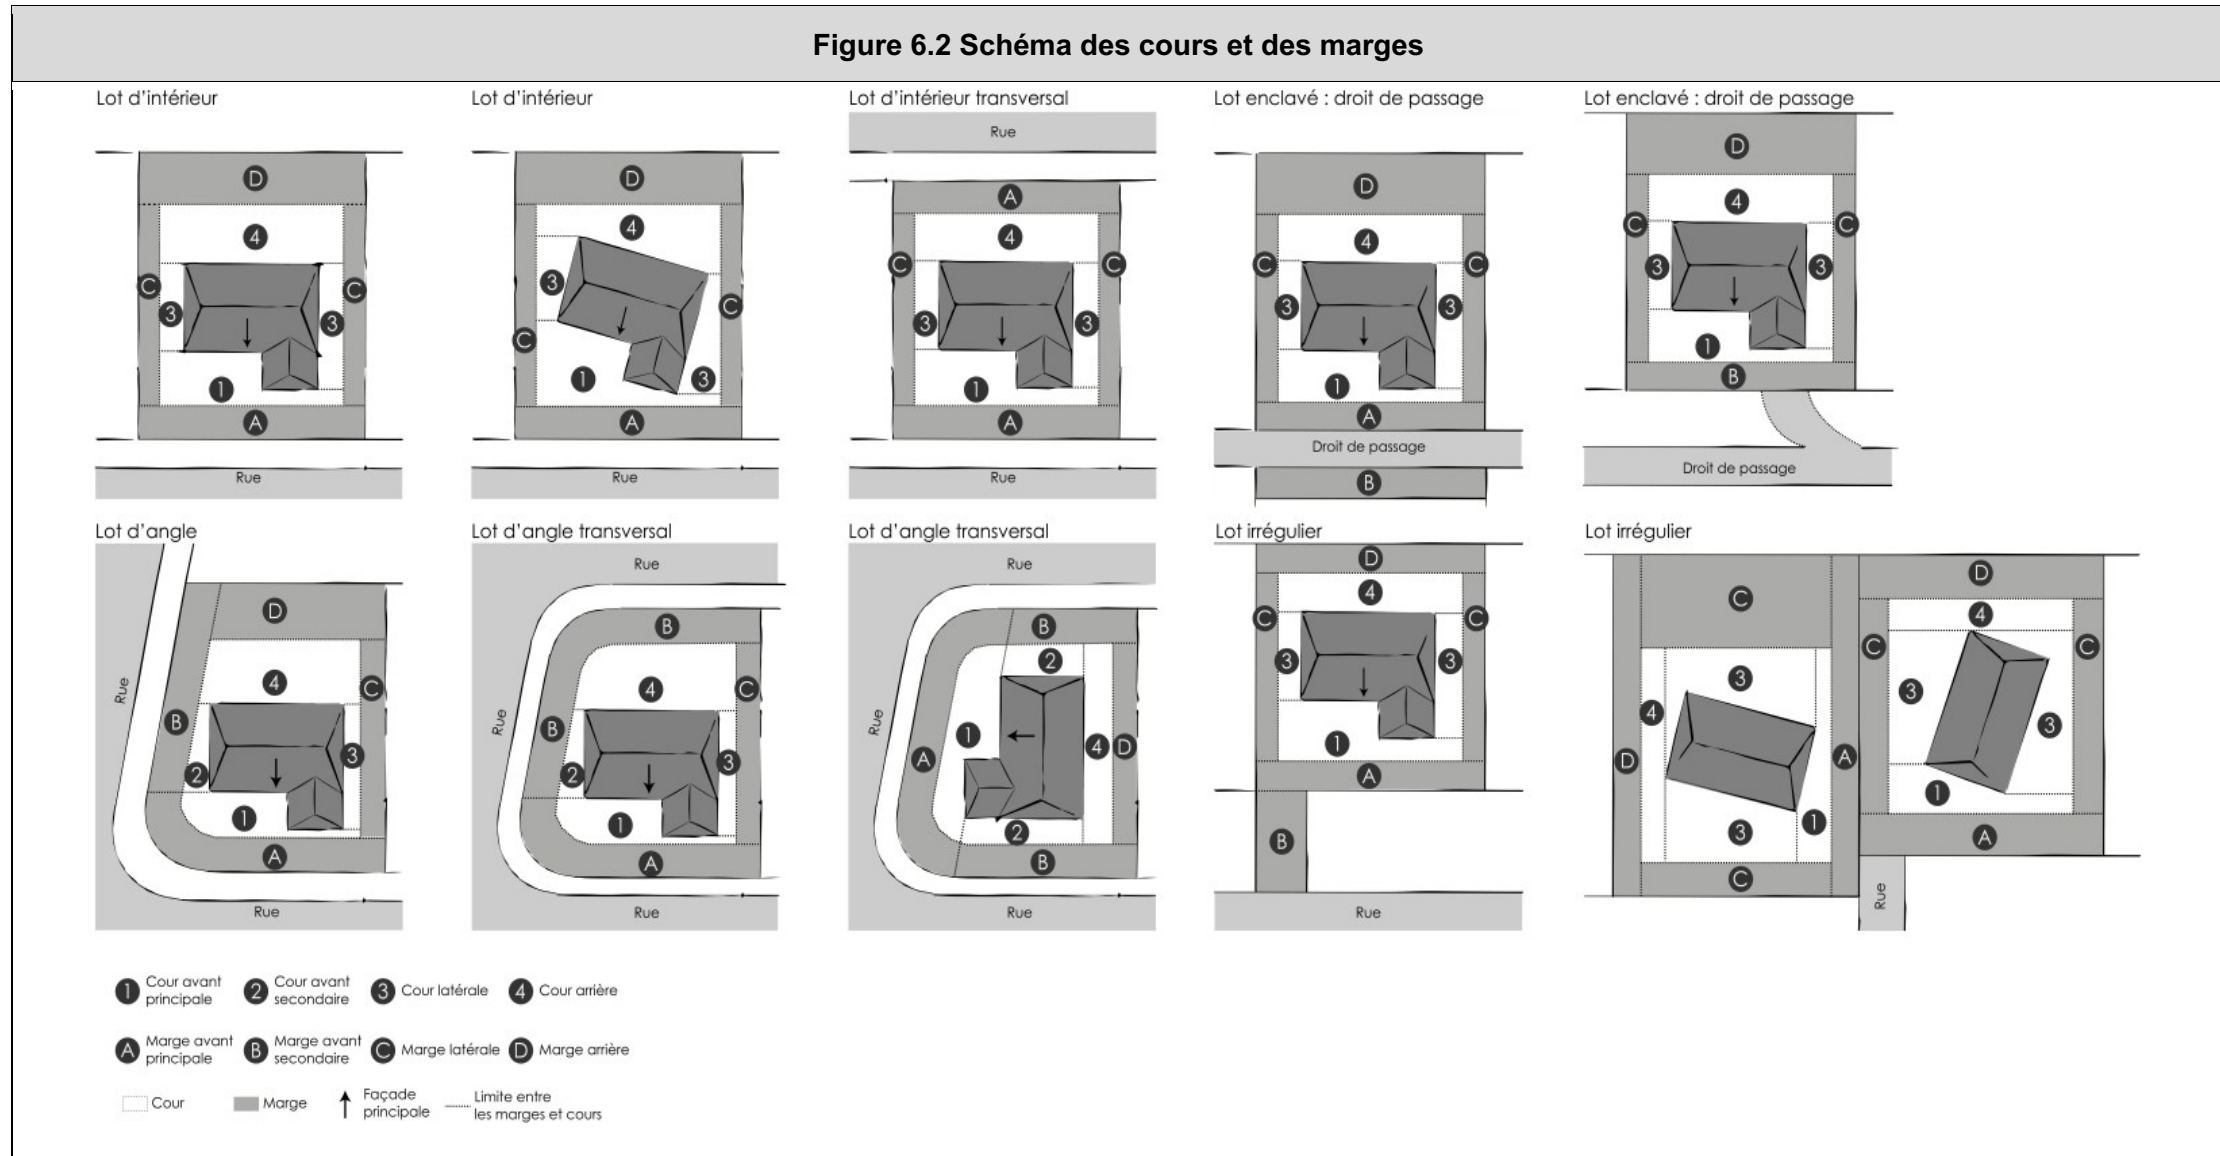 Figure 6.2 Schéma des cours et des marges
Lot d'intérieur
D
4
C
C
3
3
1
A
Rue
Lot d'intérieur
D
4
3
C
C
3
1
A
Rue
Lot d'intérieur transversal
Rue
A
4
C
C
3
3
1
A
Rue
Lot enclavé : droit de passage
D
4
C
C
3
3
1
A
Droit de passage
B
Lot enclavé : droit de passage
D
4
C
C
3
3
1
B
Droit de passage
Lot d'angle
D
4
C
Rue
B
3
2
1
A
Rue
Lot d'angle transversal
Rue
B
4
C
Rue
B
3
2
1
A
Rue
Lot d'angle transversal
Rue
B
2
Rue
1
4
D
A
2
B
Rue
Lot irrégulier
D
4
C
C
3
3
1
A
B
Rue
Lot irrégulier
C
3
4
D
A
3
1
C
D
4
C
C
3
3
1
A
Rue
1 Cour avant
principale
2 Cour avant
secondaire
3 Cour latérale
4 Cour arrière
A Marge avant
principale
B Marge avant
secondaire
C Marge latérale
D Marge arrière
Cour
Marge
Façade
principale
Limite entre
les marges et cours